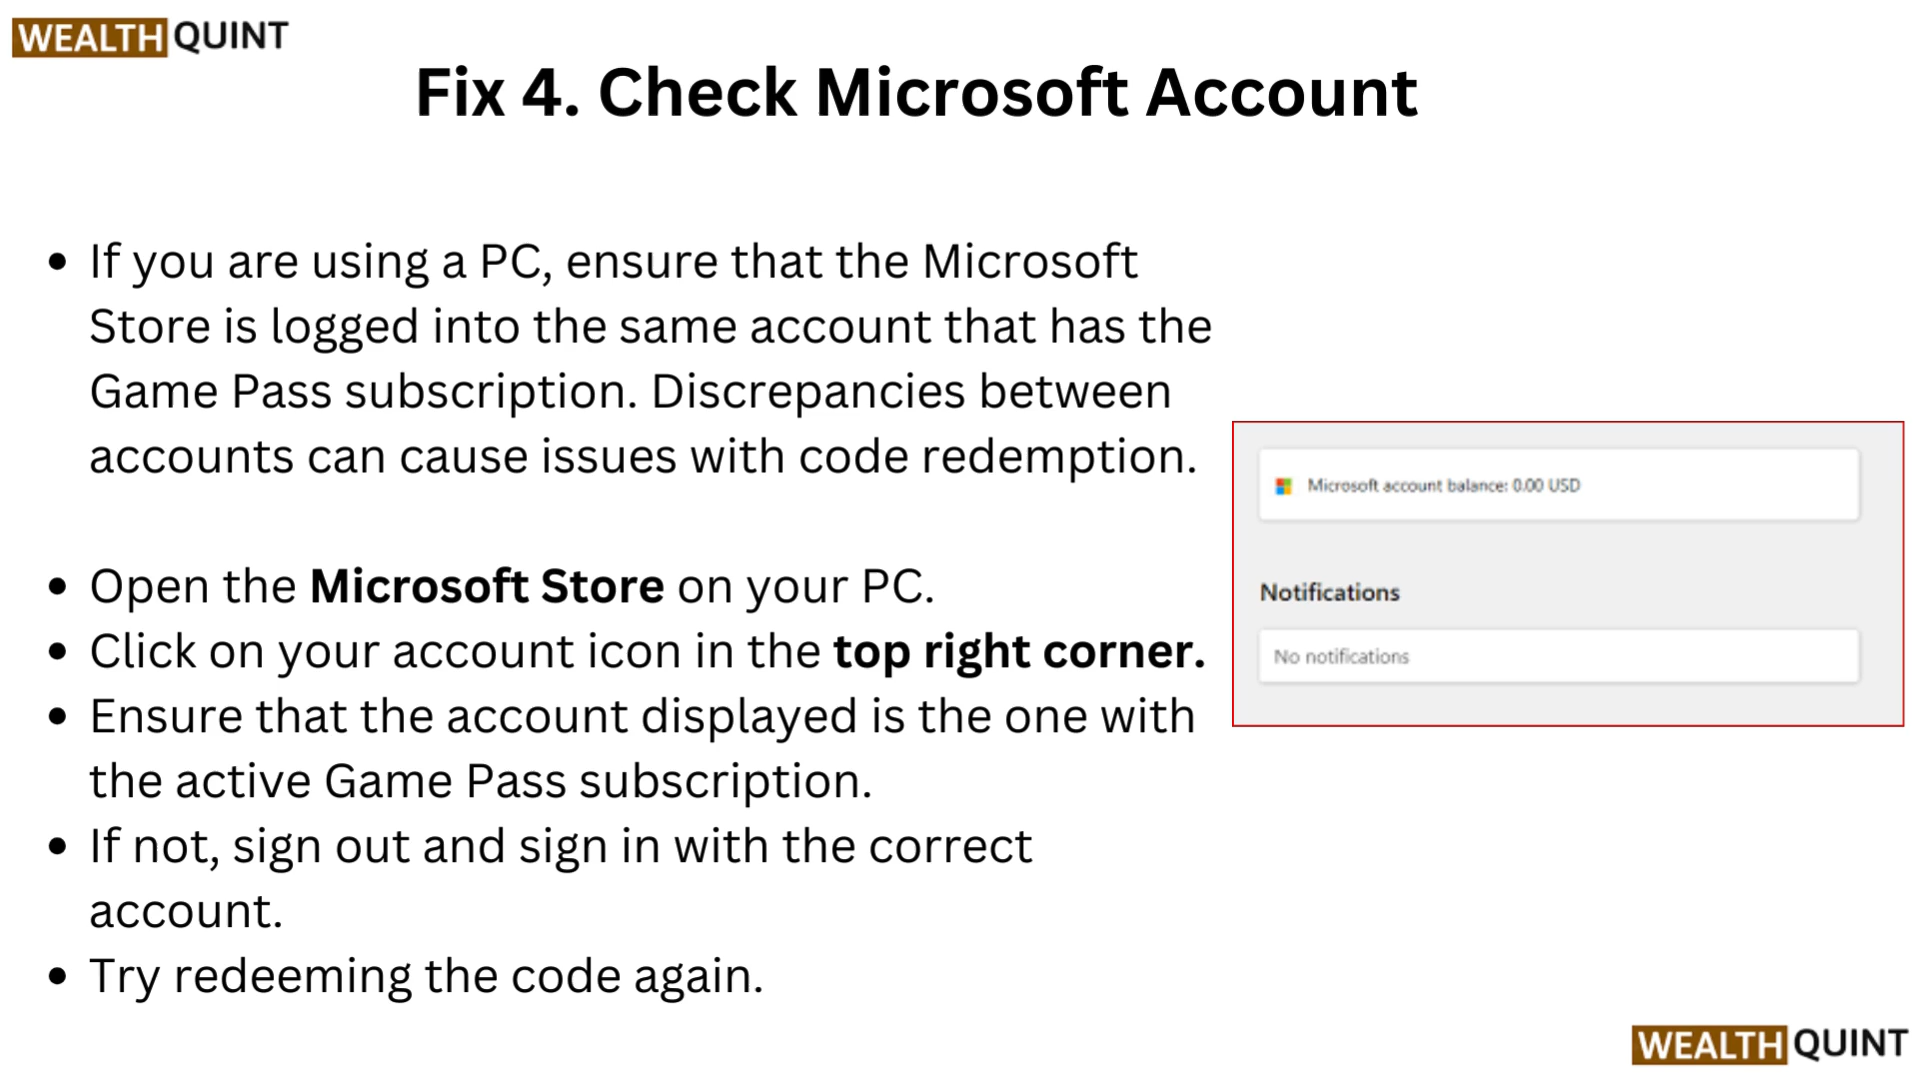 WEALTH QUINT
Fix 4. Check Microsoft Account
• If you are using a PC, ensure that the Microsoft
Store is logged into the same account that has the
Game Pass subscription. Discrepancies between
accounts can cause issues with code redemption.
• Open the Microsoft Store on your PC.
• Click on your account icon in the top right corner.
• Ensure that the account displayed is the one with
the active Game Pass subscription.
• If not, sign out and sign in with the correct
account.
• Try redeeming the code again.
Microsoft account balance: 0.00 USD
Notifications
No notifications
WEALTH QUINT